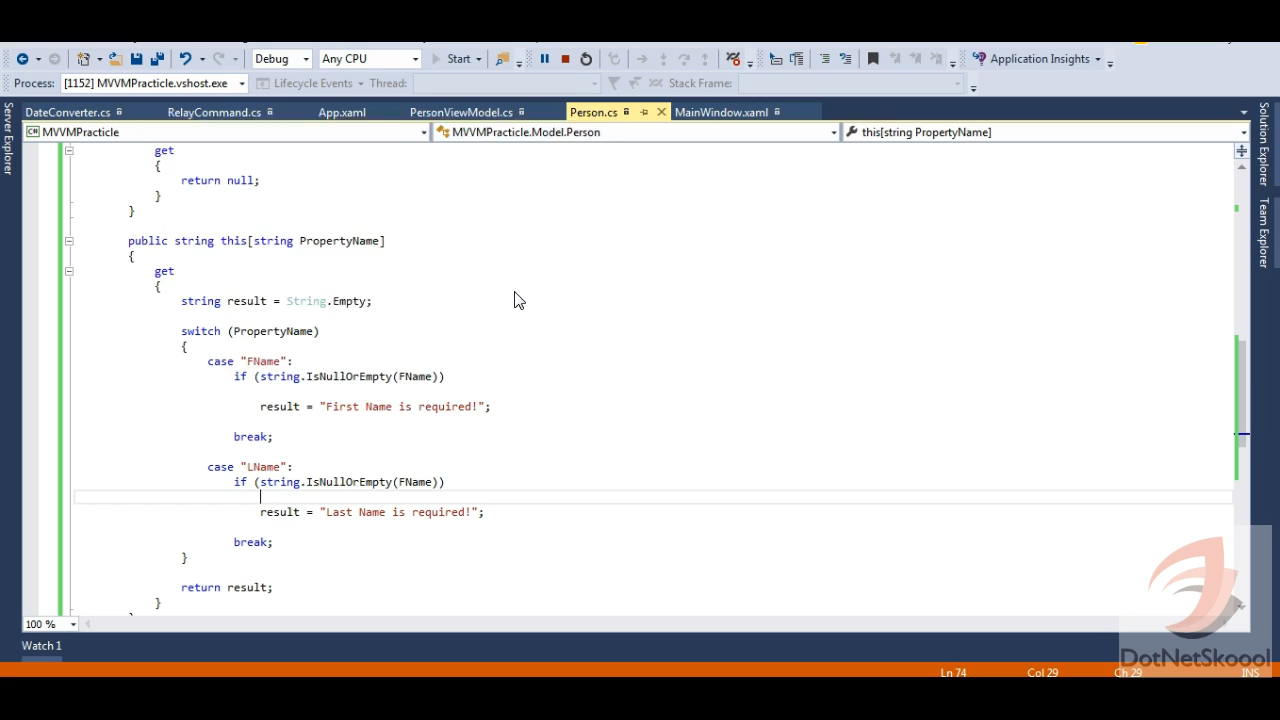 Debug
Any CPU
Start
Application Insights
Process:
[1152] MVVMPracticle.vshost.exe
Lifecycle Events
Thread:
Stack Frame:
Server Explorer
DateConverter.cs
RelayCommand.cs
App.xaml
PersonViewModel.cs
Person.cs
MainWindow.xaml
Solution Explorer
Team Explorer
MVVMPracticle
MVVMPracticle.Model.Person
this[string PropertyName]
get
{
return null;
}
}
public string this[string PropertyName]
{
get
{
string result = String.Empty;
switch (PropertyName)
{
case "FName":
if (string.IsNullOrEmpty(FName))
result = "First Name is required!";
break;
case "LName":
if (string.IsNullOrEmpty(FName))
result = "Last Name is required!";
break;
}
return result;
}
100 %
Watch 1
DotNetSkoool
Ln 74
Col 29
Ch 29
INS